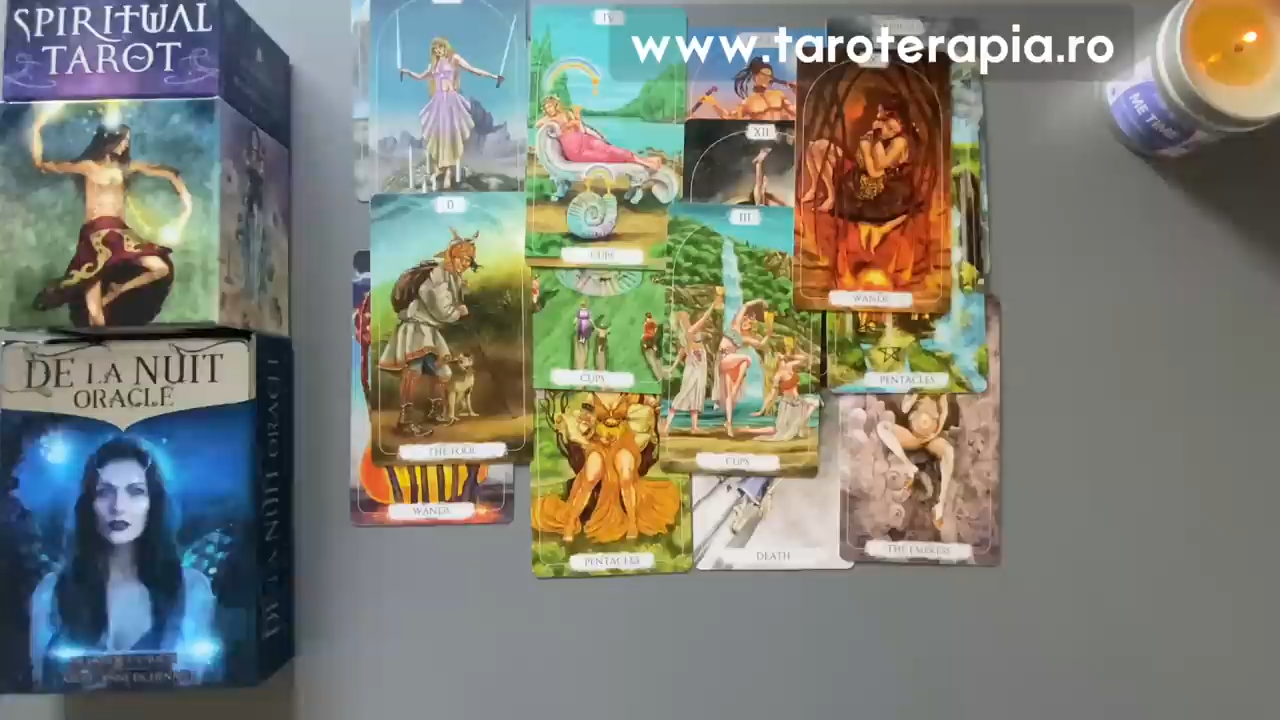 SPIRITUAL
TAROT
www.taroterapia.ro
ME TIME
IV
XII
II
III
CUPS
WANDS
CUPS
PENTACLES
THE FOOL
CUPS
WANDS
PENTACLES
DEATH
THE EMPRESS
DE LA NUIT
ORACLE
DE LA NUIT ORACLE